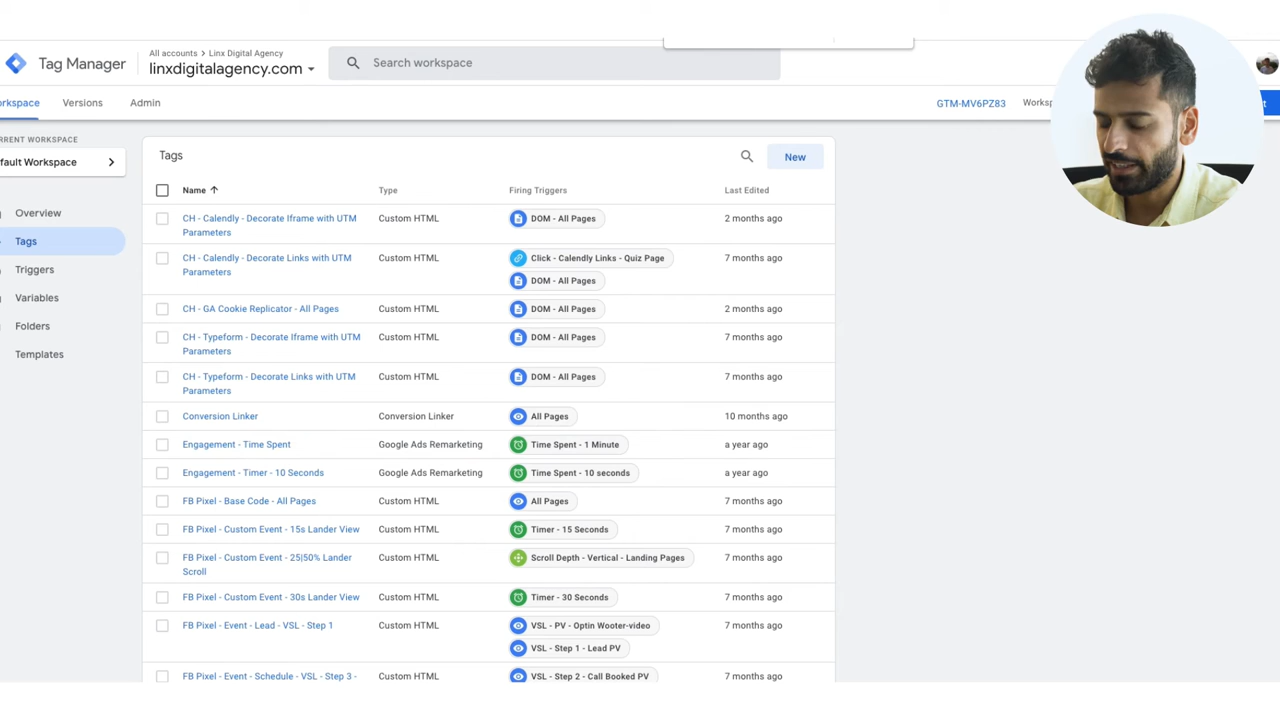 All accounts > Linx Digital Agency
Tag Manager
linxdigitalagency.com
Search workspace
orkspace
Versions
Admin
GTM-MV6PZ83
Worksp
t
RRENT WORKSPACE
fault Workspace
Overview
Tags
Triggers
Variables
Folders
Templates
Tags
New
Name
Type
Firing Triggers
Last Edited
CH - Calendly - Decorate Iframe with UTM
Parameters
Custom HTML
DOM - All Pages
2 months ago
CH - Calendly - Decorate Links with UTM
Parameters
Custom HTML
Click - Calendly Links - Quiz Page
DOM - All Pages
7 months ago
CH - GA Cookie Replicator - All Pages
Custom HTML
DOM - All Pages
2 months ago
CH - Typeform - Decorate Iframe with UTM
Parameters
Custom HTML
DOM - All Pages
7 months ago
CH - Typeform - Decorate Links with UTM
Parameters
Custom HTML
DOM - All Pages
7 months ago
Conversion Linker
Conversion Linker
All Pages
10 months ago
Engagement - Time Spent
Google Ads Remarketing
Time Spent - 1 Minute
a year ago
Engagement - Timer - 10 Seconds
Google Ads Remarketing
Time Spent - 10 seconds
a year ago
FB Pixel - Base Code - All Pages
Custom HTML
All Pages
7 months ago
FB Pixel - Custom Event - 15s Lander View
Custom HTML
Timer - 15 Seconds
7 months ago
FB Pixel - Custom Event - 25|50% Lander
Scroll
Custom HTML
Scroll Depth - Vertical - Landing Pages
7 months ago
FB Pixel - Custom Event - 30s Lander View
Custom HTML
Timer - 30 Seconds
7 months ago
FB Pixel - Event - Lead - VSL - Step 1
Custom HTML
VSL - PV - Optin Wooter-video
VSL - Step 1 - Lead PV
7 months ago
FB Pixel - Event - Schedule - VSL - Step 3 -
Custom HTML
VSL - Step 2 - Call Booked PV
7 months ago